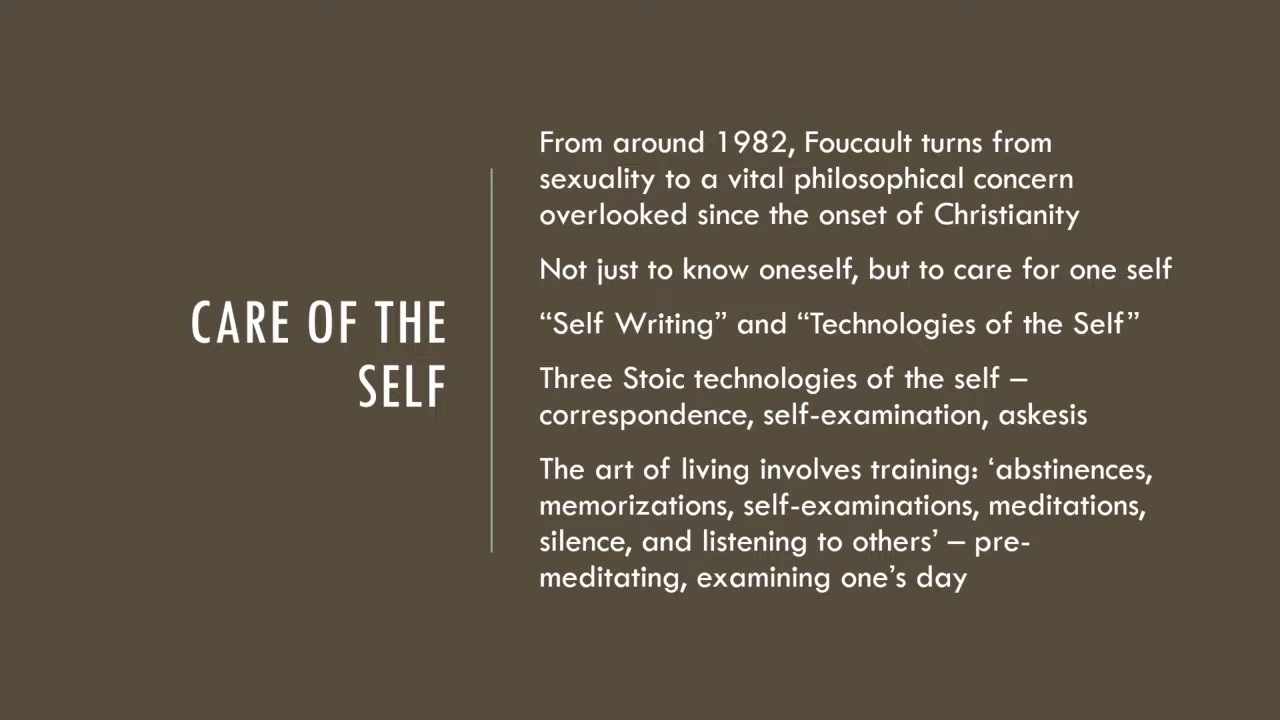 CARE OF THE
SELF
From around 1982, Foucault turns from
sexuality to a vital philosophical concern
overlooked since the onset of Christianity
Not just to know oneself, but to care for one self
“Self Writing” and “Technologies of the Self”
Three Stoic technologies of the self –
correspondence, self-examination, askesis
The art of living involves training: ‘abstinences,
memorizations, self-examinations, meditations,
silence, and listening to others’ – pre-
meditating, examining one’s day